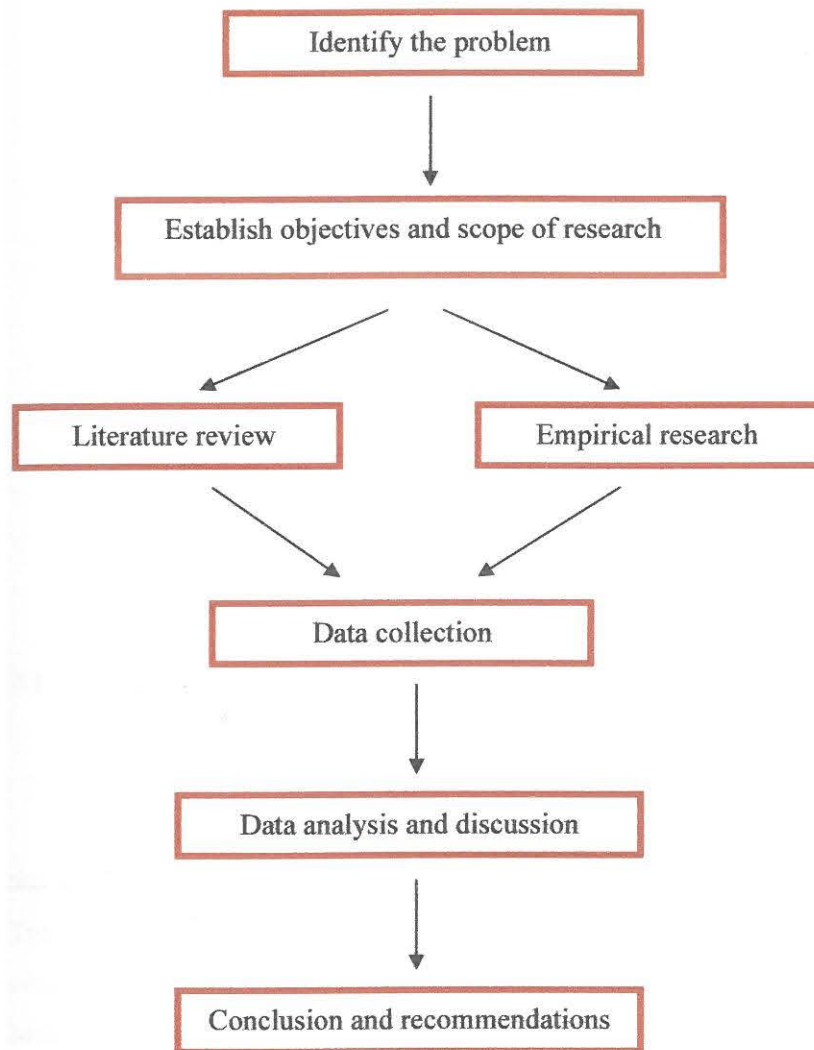 Identify the problem
Establish objectives and scope of research
Literature review
Empirical research
Data collection
Data analysis and discussion
Conclusion and recommendations